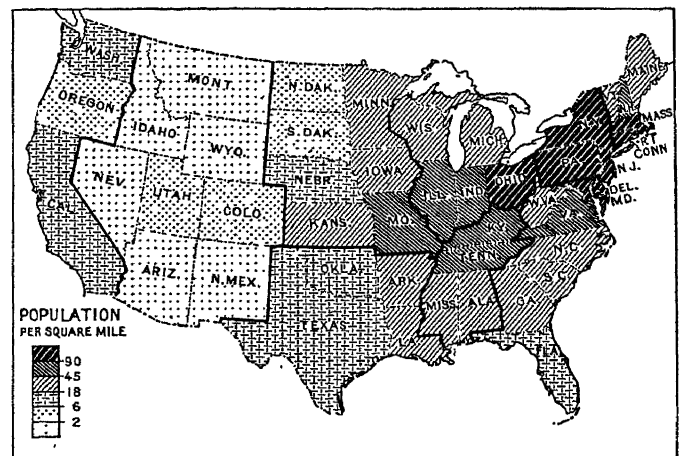 WASH.
OREGON
CAL.
NEV.
IDAHO
MONT.
WYO.
UTAH
COLO.
ARIZ.
N.MEX.
N.DAK.
S.DAK.
NEBR.
KANS.
OKLA.
TEXAS
MINN.
IOWA
MO.
ARK.
LA.
WIS.
MICH.
ILL.
IND.
OHIO
KY.
TENN.
MISS.
ALA.
GA.
FLA.
S.C.
N.C.
VA.
W.VA.
PA.
MAINE
MASS
R.I.
CONN
N.J.
DEL.
MD.
POPULATION
PER SQUARE MILE
90
45
18
6
2